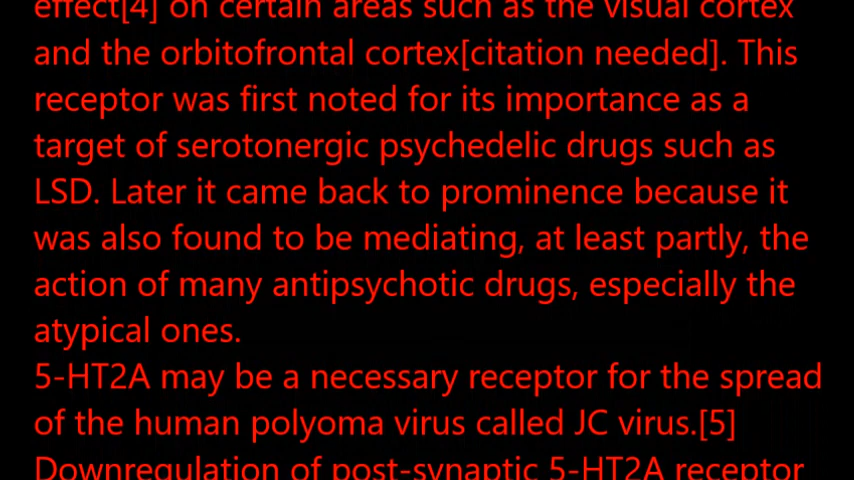 effect[4] on certain areas such as the visual cortex
and the orbitofrontal cortex[citation needed]. This
receptor was first noted for its importance as a
target of serotonergic psychedelic drugs such as
LSD. Later it came back to prominence because it
was also found to be mediating, at least partly, the
action of many antipsychotic drugs, especially the
atypical ones.
5-HT2A may be a necessary receptor for the spread
of the human polyoma virus called JC virus.[5]
Downregulation of post-synaptic 5-HT2A receptor